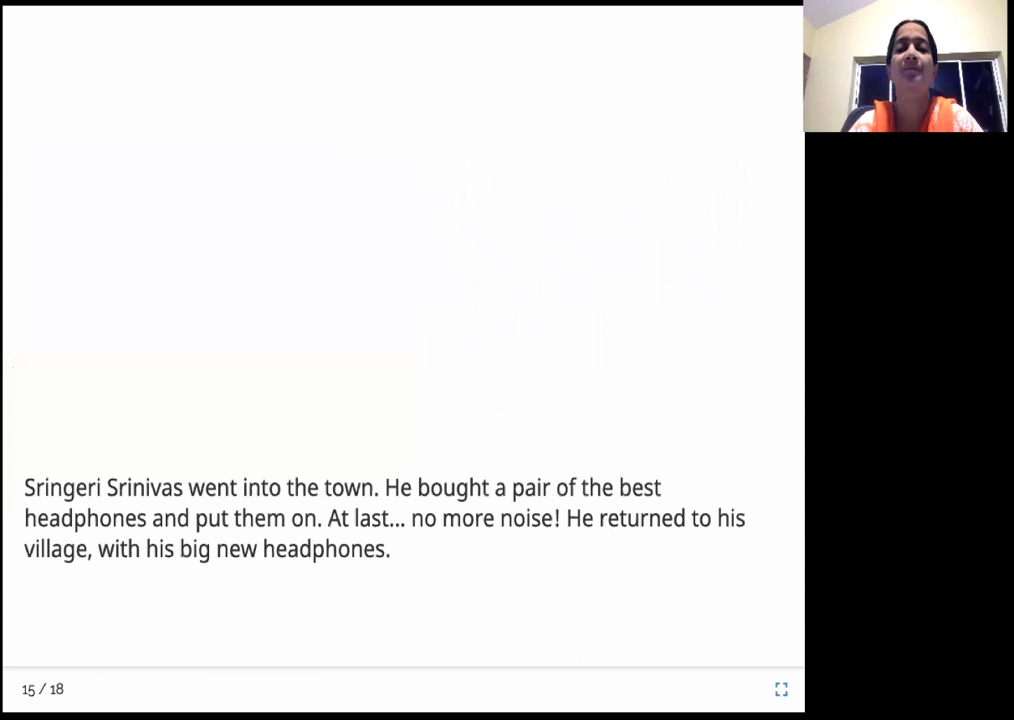 Sringeri Srinivas went into the town. He bought a pair of the best
headphones and put them on. At last... no more noise! He returned to his
village, with his big new headphones.
15 / 18